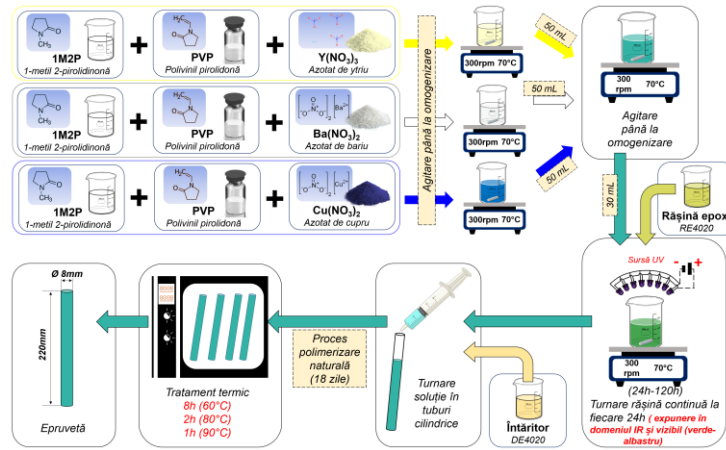 1M2P
1-metil 2-pirolidinonă
PVP
Polivinil pirolidonă
Y(NO3)3
Azotat de ytriu
1M2P
1-metil 2-pirolidinonă
PVP
Polivinil pirolidonă
Ba(NO3)2
Azotat de bariu
1M2P
1-metil 2-pirolidinonă
PVP
Polivinil pirolidonă
Cu(NO3)2
Azotat de cupru
Agitare până la omogenizare
300rpm 70°C
300rpm 70°C
300rpm 70°C
50 mL
50 mL
50 mL
300
rpm
70°C
Agitare
până la
omogenizare
30 mL
Rășină epox
RE4020
Sursă UV
- +
300
rpm
70°C
(24h-120h)
Turnare rășină continuă la
fiecare 24h ( expunere în
domeniul IR și vizibil (verde-
albastru)
Întăritor
DE4020
Turnare
soluție în
tuburi
cilindrice
Proces
polimerizare
naturală
(18 zile)
Tratament termic
8h (60°C)
2h (80°C)
1h (90°C)
Ø 8mm
220mm
Epruvetă